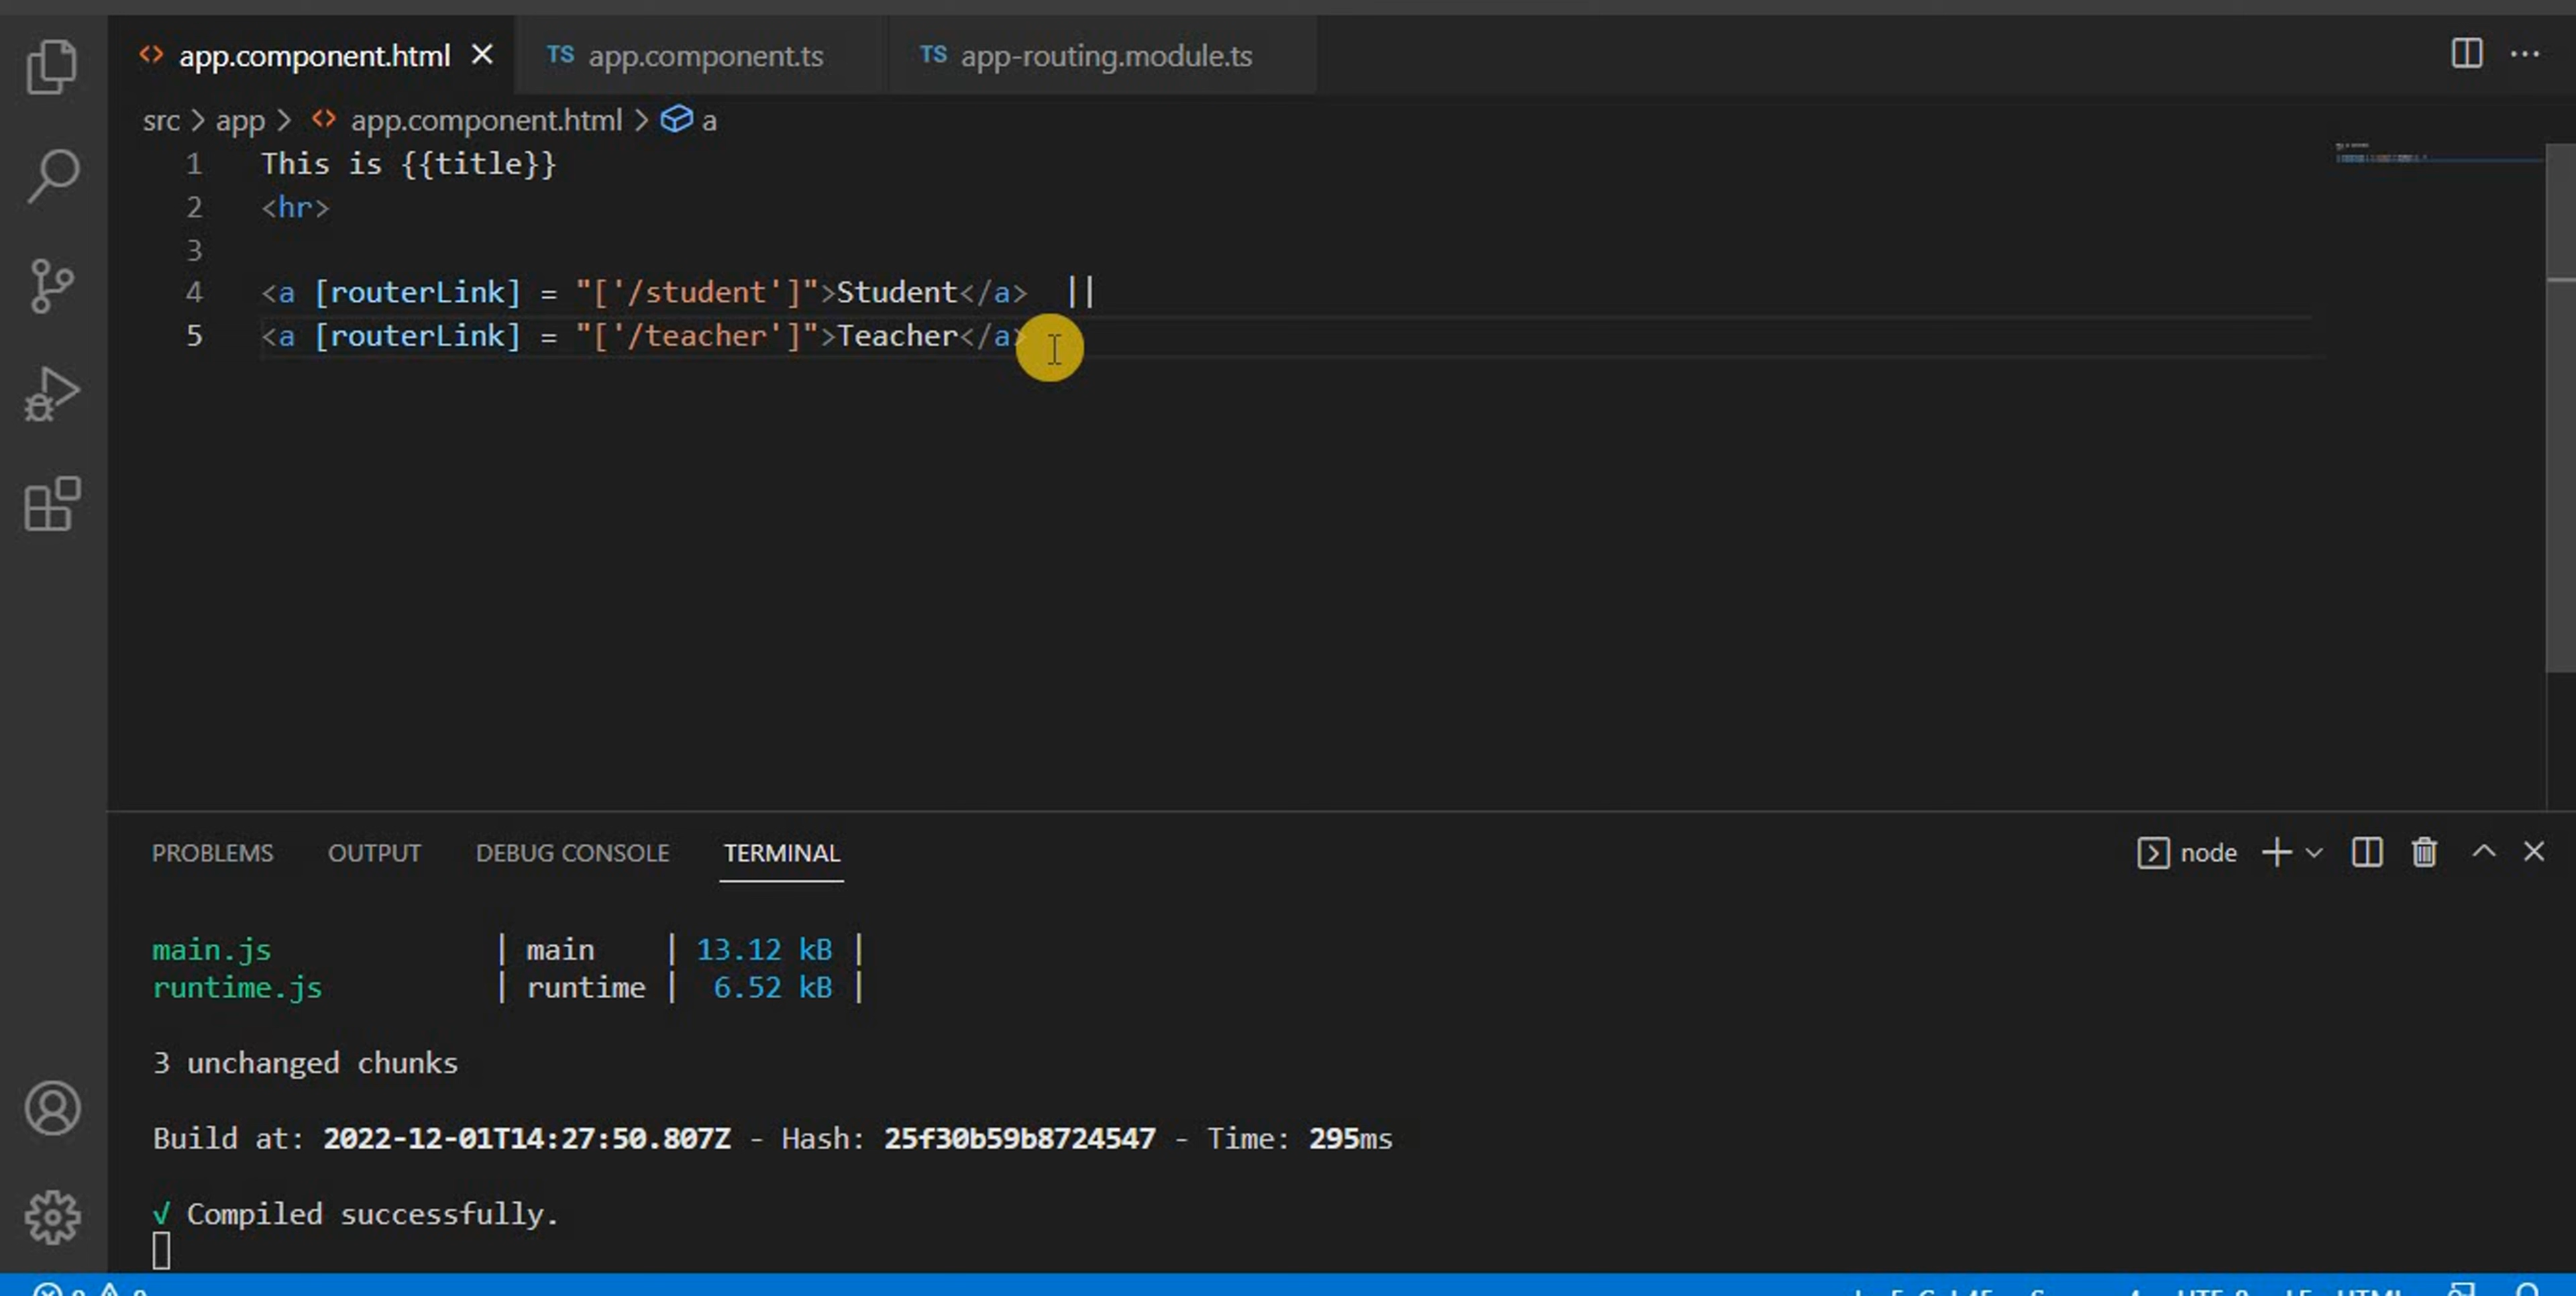 app.component.html
TS app.component.ts
TS app-routing.module.ts
src > app > <> app.component.html > a
1 This is {{title}}
2 <hr>
3
4 <a [routerLink] = "['/student']">Student</a>  ||
5 <a [routerLink] = "['/teacher']">Teacher</a>
PROBLEMS OUTPUT DEBUG CONSOLE TERMINAL
node
main.js | main | 13.12 kB |
runtime.js | runtime | 6.52 kB |
3 unchanged chunks
Build at: 2022-12-01T14:27:50.807Z - Hash: 25f30b59b8724547 - Time: 295ms
√ Compiled successfully.